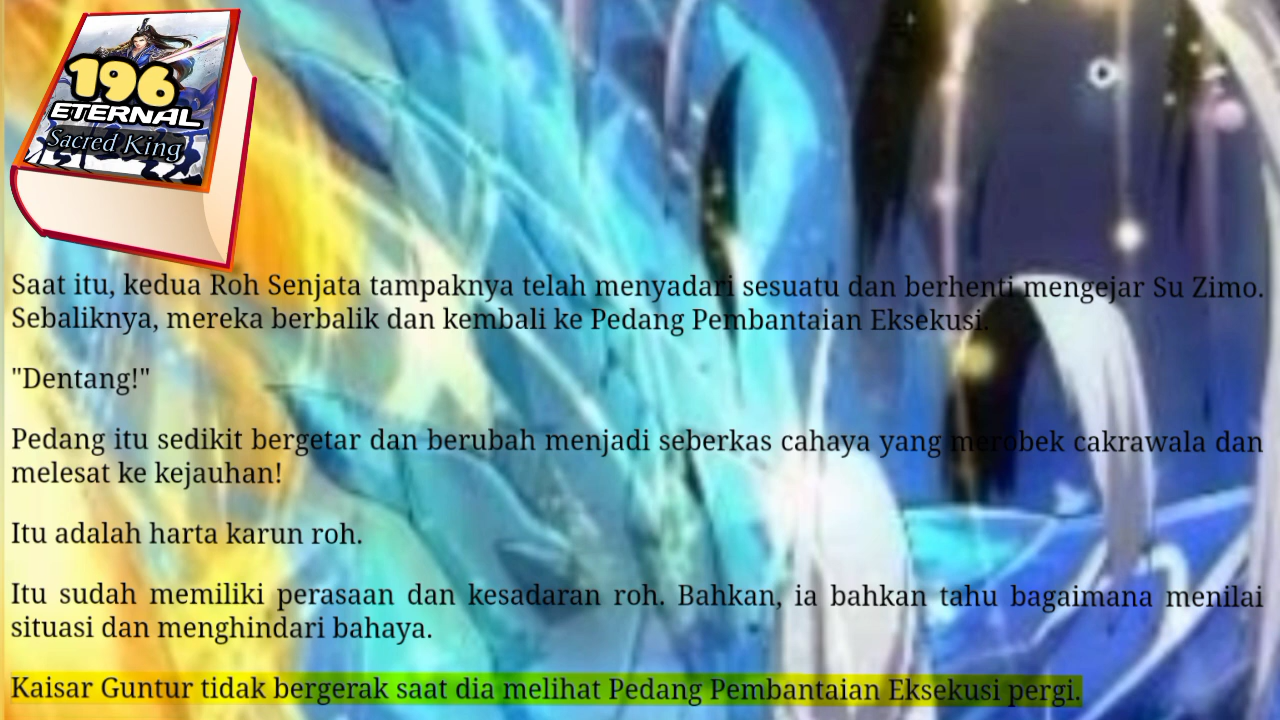 196
ETERNAL
Sacred King
Saat itu, kedua Roh Senjata tampaknya telah menyadari sesuatu dan berhenti mengejar Su Zimo.
Sebaliknya, mereka berbalik dan kembali ke Pedang Pembantaian Eksekusi.
"Dentang!"
Pedang itu sedikit bergetar dan berubah menjadi seberkas cahaya yang merobek cakrawala dan
melesat ke kejauhan!
Itu adalah harta karun roh.
Itu sudah memiliki perasaan dan kesadaran roh. Bahkan, ia bahkan tahu bagaimana menilai
situasi dan menghindari bahaya.
Kaisar Guntur tidak bergerak saat dia melihat Pedang Pembantaian Eksekusi pergi.